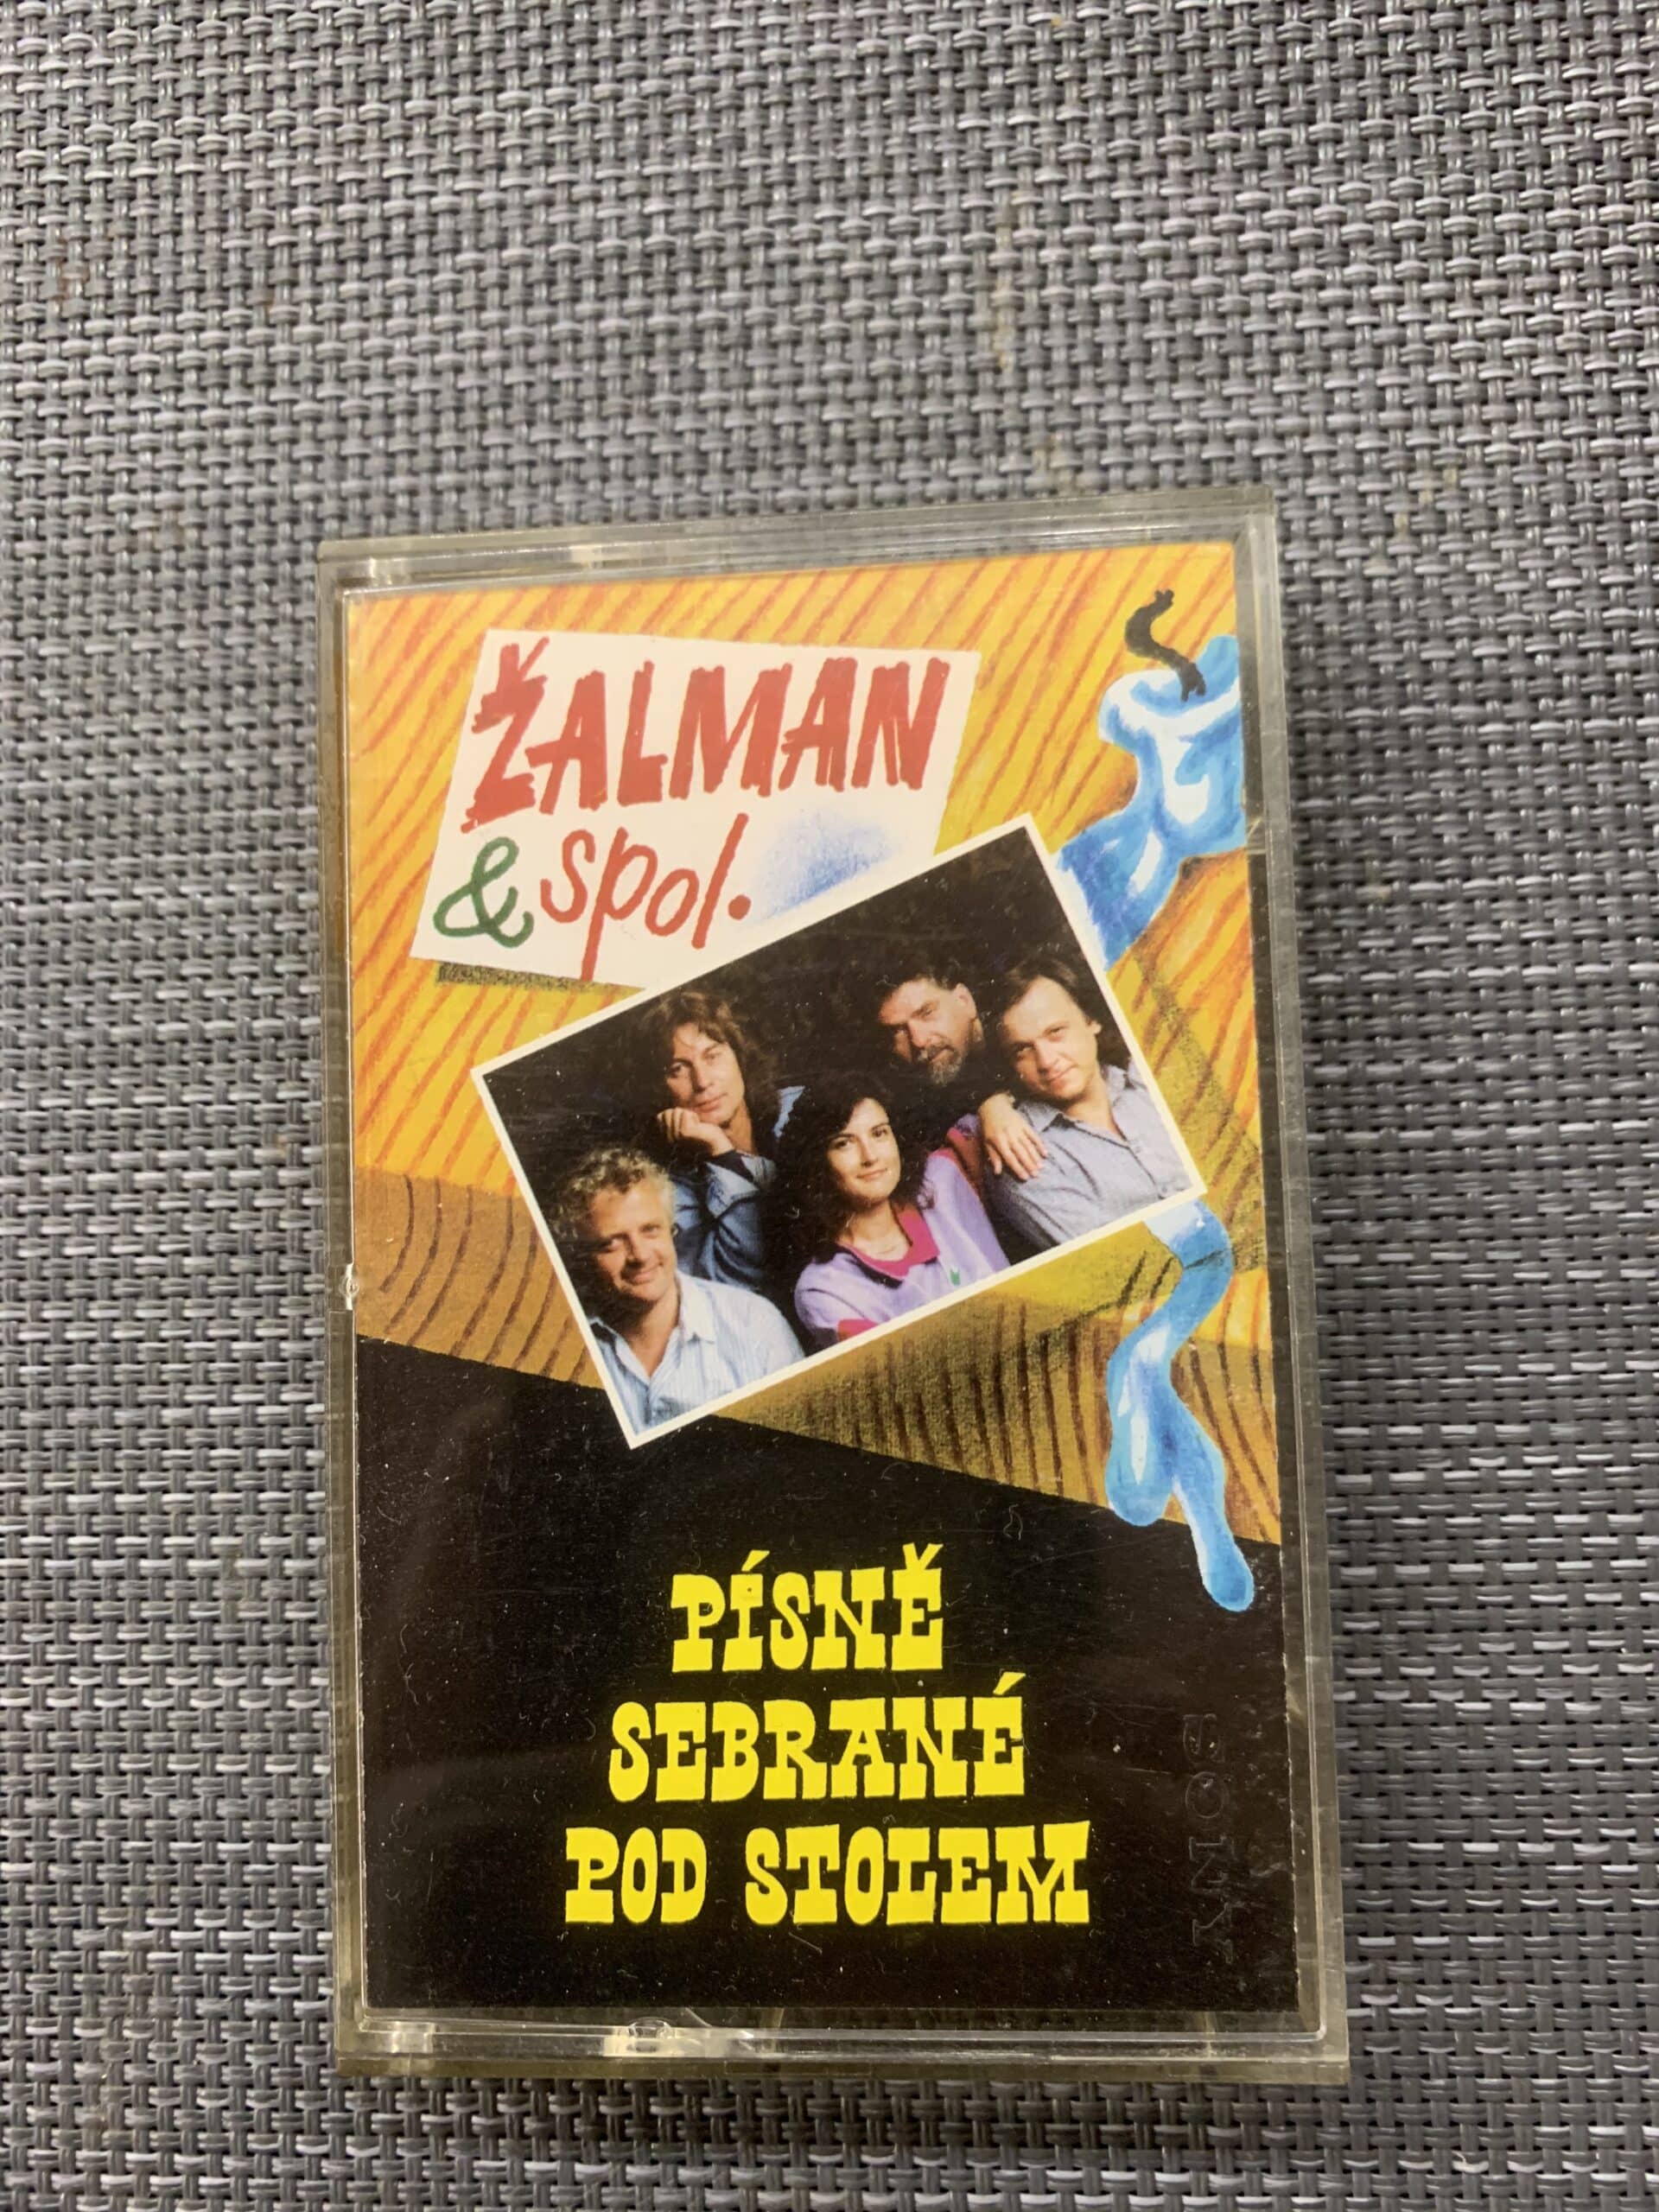 ŽALMAN
& spol.
PÍSNĚ
SEBRANÉ
POD STOLEM
SONY